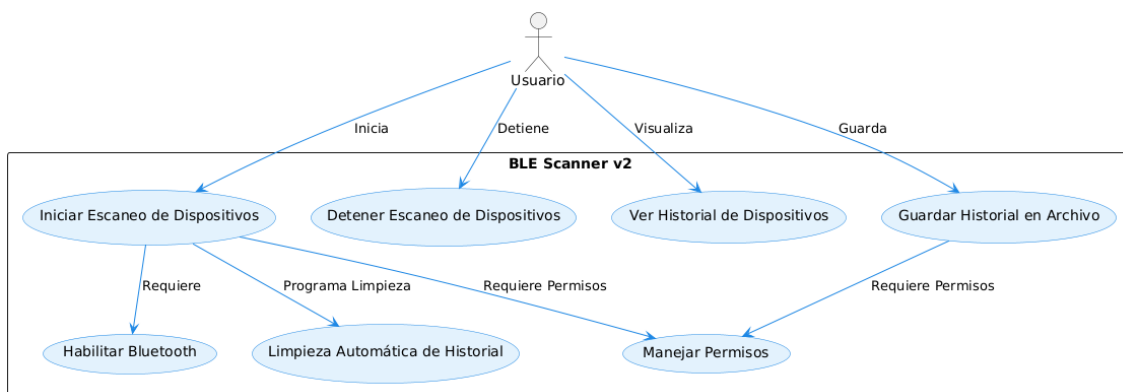 Usuario
Inicia
Detiene
Visualiza
Guarda
BLE Scanner v2
Iniciar Escaneo de Dispositivos
Detener Escaneo de Dispositivos
Ver Historial de Dispositivos
Guardar Historial en Archivo
Requiere
Programa Limpieza
Requiere Permisos
Requiere Permisos
Habilitar Bluetooth
Limpieza Automática de Historial
Manejar Permisos